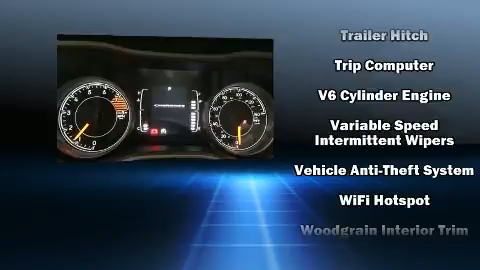 Trailer Hitch
Trip Computer
V6 Cylinder Engine
Variable Speed
Intermittent Wipers
Vehicle Anti-Theft System
WiFi Hotspot
Woodgrain Interior Trim